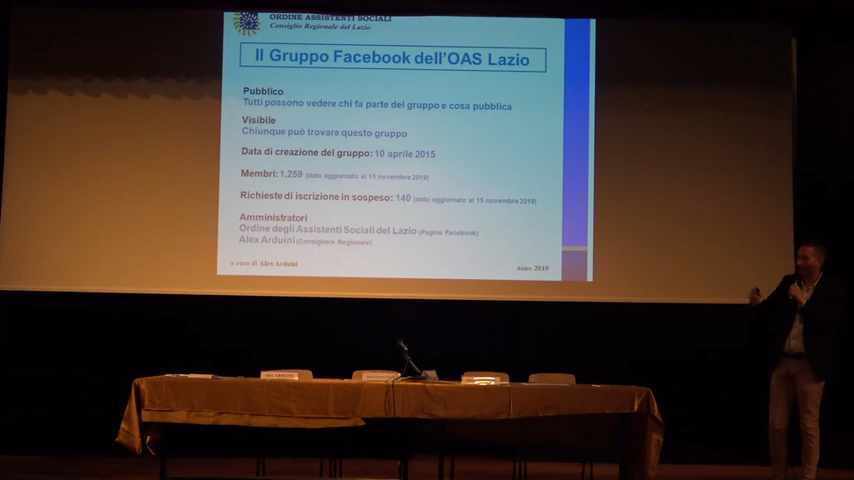 ORDINE ASSISTENTI SOCIALI
Consiglio Regionale del Lazio
Il Gruppo Facebook dell'OAS Lazio
Pubblico
Tutti possono vedere chi fa parte del gruppo e cosa pubblica
Visibile
Chiunque può trovare questo gruppo
Data di creazione del gruppo: 10 aprile 2015
Membri: 1.259 (dato aggiornato al 15 novembre 2019)
Richieste di iscrizione in sospeso: 140 (dato aggiornato al 15 novembre 2019)
Amministratori
Ordine degli Assistenti Sociali del Lazio (Pagina Facebook)
Alex Arduini (Consigliere Regionale)
a cura di Alex Arduini
anno 2019